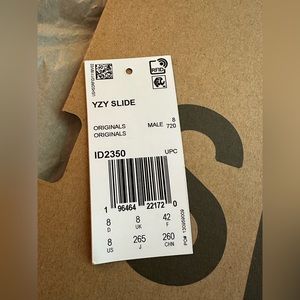 YZY SLIDE
ORIGINALS MALE 8
ORIGINALS 720
ID2350 UPC
1 96464 22172 0
8 8 42
D UK F
8 265 260
US J CHN